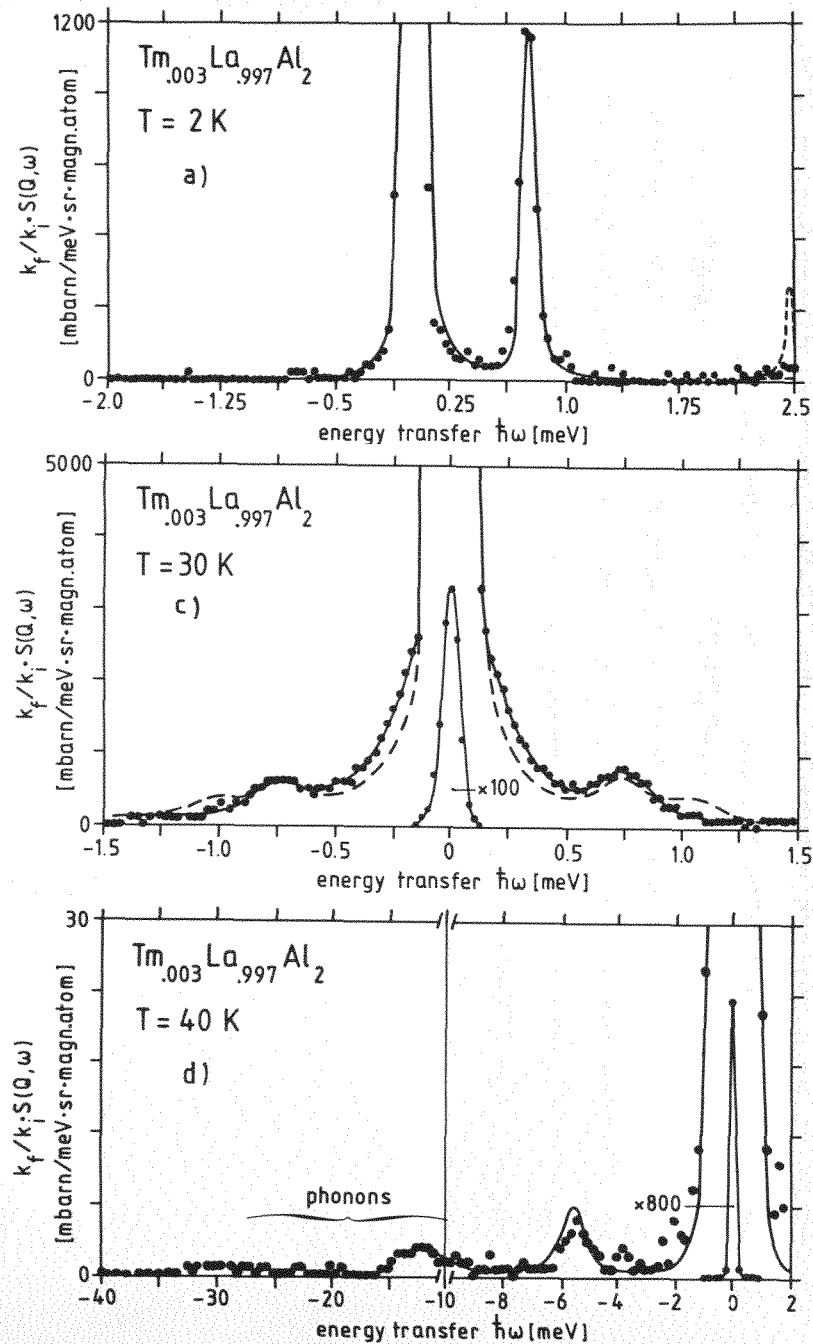 1200
Tm.003La.997Al2
T = 2 K
a)
kf/ki·S(Q,ω)
[mbarn/meV·sr·magn.atom]
0
-2.0 -1.25 -0.5 0.25 1.0 1.75 2.5
energy transfer ħω [meV]
5000
Tm.003La.997Al2
T = 30 K
c)
kf/ki·S(Q,ω)
[mbarn/meV·sr·magn.atom]
×100
0
-1.5 -1.0 -0.5 0 0.5 1.0 1.5
energy transfer ħω [meV]
30
Tm.003La.997Al2
T = 40 K
d)
kf/ki·S(Q,ω)
[mbarn/meV·sr·magn.atom]
phonons
×800
0
-40 -30 -20 -10 -8 -6 -4 -2 0 2
energy transfer ħω [meV]